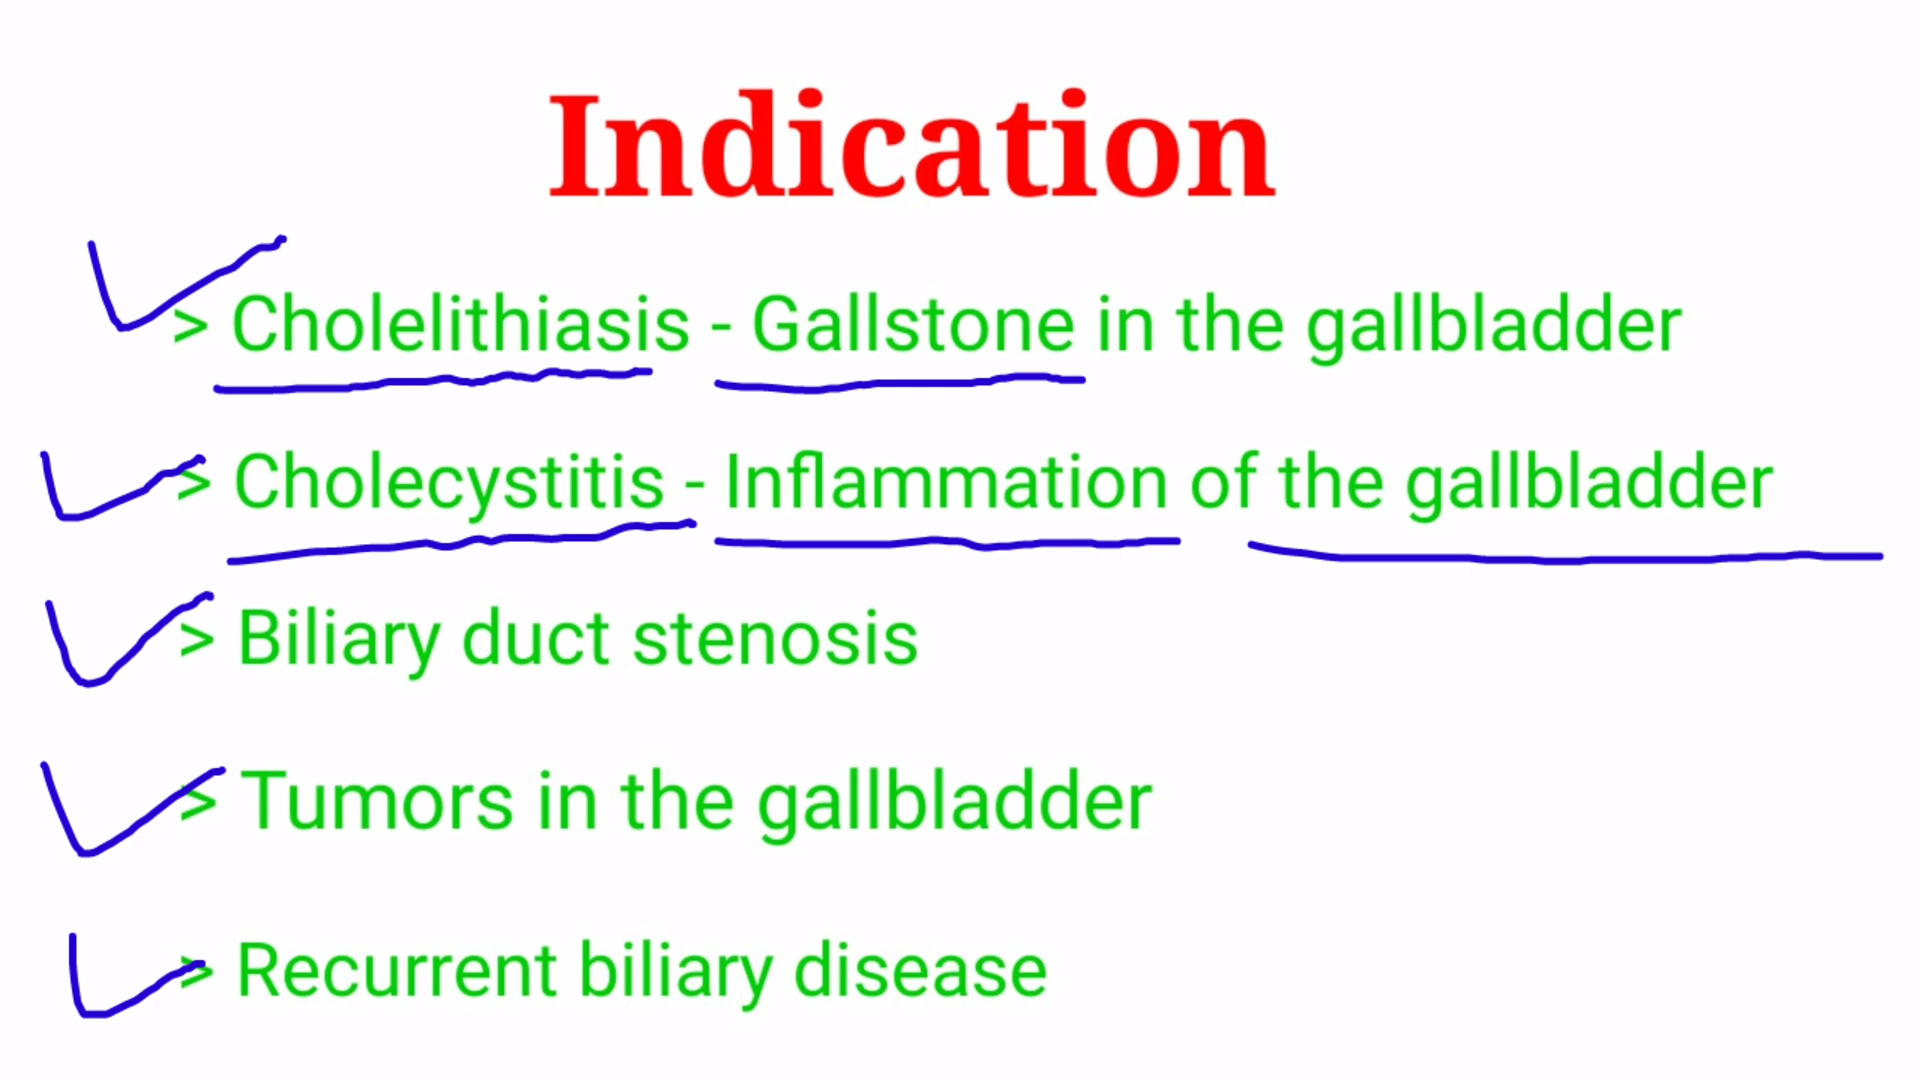 Indication
> Cholelithiasis - Gallstone in the gallbladder
> Cholecystitis - Inflammation of the gallbladder
> Biliary duct stenosis
> Tumors in the gallbladder
> Recurrent biliary disease